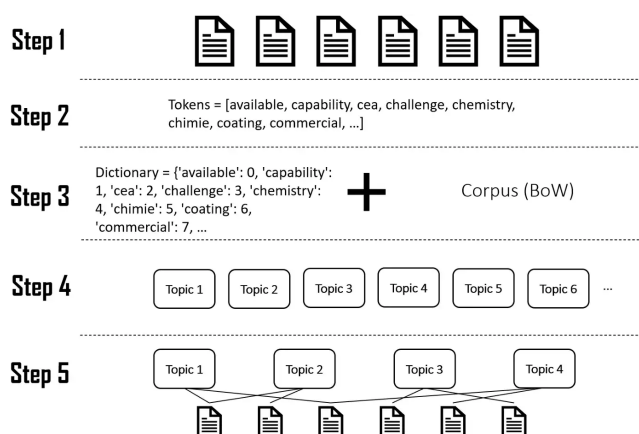 Step 1
Step 2
Tokens = [available, capability, cea, challenge, chemistry,
chimie, coating, commercial, ...]
Step 3
Dictionary = {'available': 0, 'capability':
1, 'cea': 2, 'challenge': 3, 'chemistry':
4, 'chimie': 5, 'coating': 6,
'commercial': 7, ...
+
Corpus (BoW)
Step 4
Topic 1 Topic 2 Topic 3 Topic 4 Topic 5 Topic 6 ...
Step 5
Topic 1 Topic 2 Topic 3 Topic 4